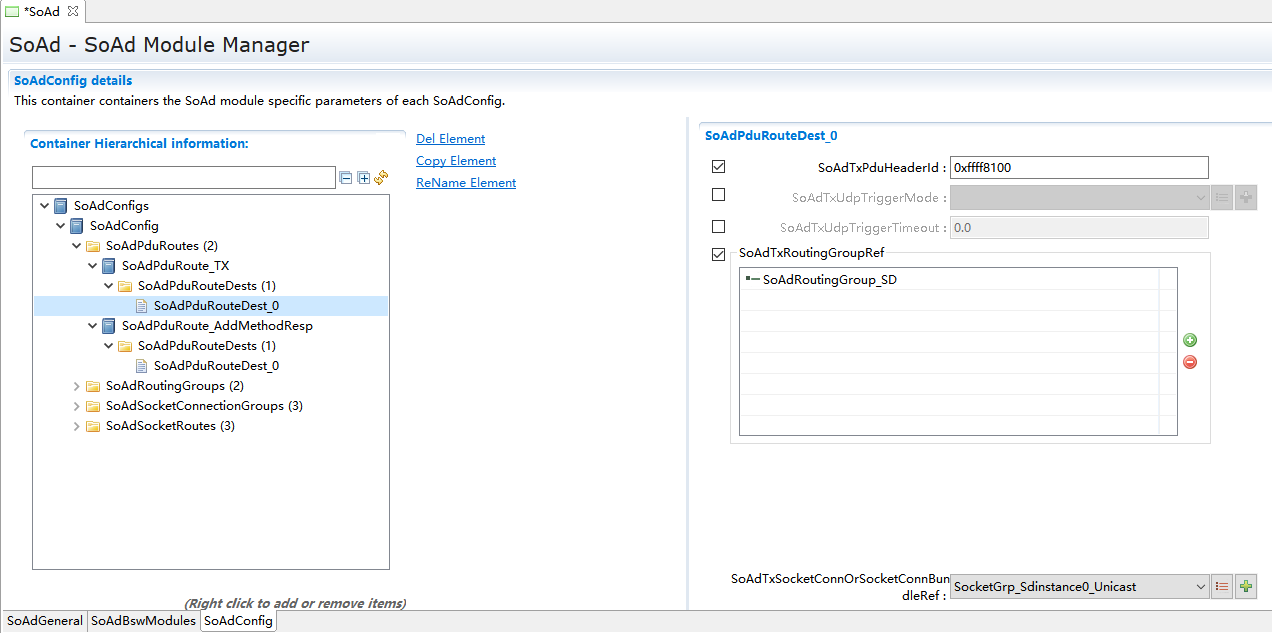 *SoAd
SoAd - SoAd Module Manager
SoAdConfig details
This container containers the SoAd module specific parameters of each SoAdConfig.
Container Hierarchical information:
Del Element
Copy Element
ReName Element
SoAdConfigs
SoAdConfig
SoAdPduRoutes (2)
SoAdPduRoute_TX
SoAdPduRouteDests (1)
SoAdPduRouteDest_0
SoAdPduRoute_AddMethodResp
SoAdPduRouteDests (1)
SoAdPduRouteDest_0
SoAdRoutingGroups (2)
SoAdSocketConnectionGroups (3)
SoAdSocketRoutes (3)
(Right click to add or remove items)
SoAdPduRouteDest_0
SoAdTxPduHeaderId : 0xffff8100
SoAdTxUdpTriggerMode :
SoAdTxUdpTriggerTimeout : 0.0
SoAdTxRoutingGroupRef
SoAdRoutingGroup_SD
SoAdTxSocketConnOrSocketConnBun
dleRef : SocketGrp_Sdinstance0_Unicast
SoAdGeneral SoAdBswModules SoAdConfig